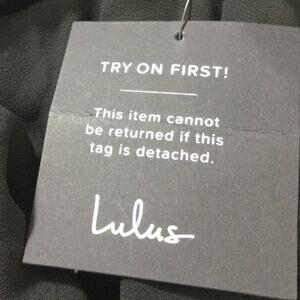 TRY ON FIRST!
This item cannot
be returned if this
tag is detached.
Lulus